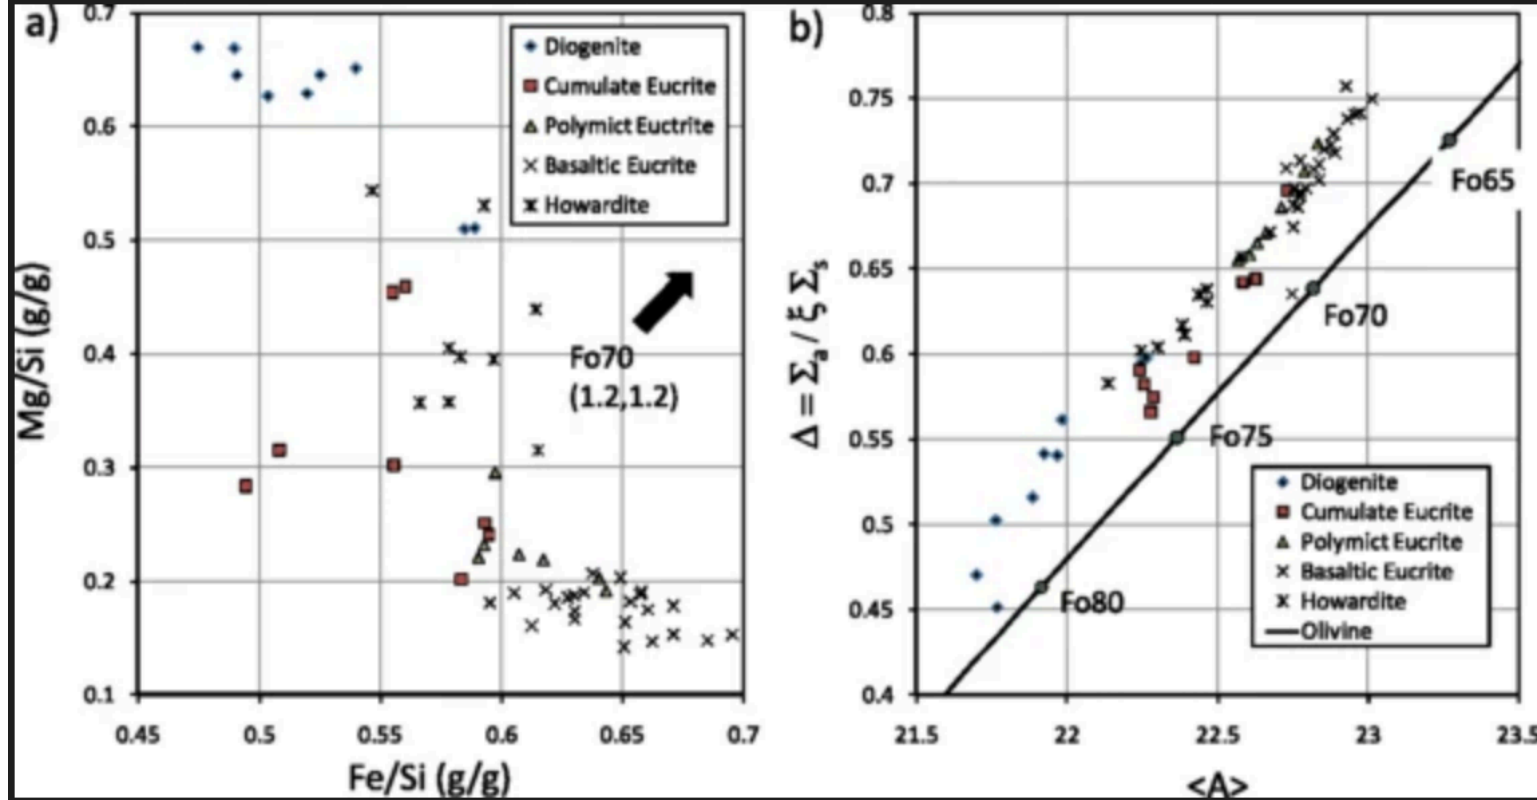 a)
0.7
0.6
0.5
0.4
0.3
0.2
0.1
Mg/Si (g/g)
Diogenite
Cumulate Eucrite
Polymict Euctrite
Basaltic Eucrite
Howardite
Fo70
(1.2,1.2)
0.45
0.5
0.55
0.6
0.65
0.7
Fe/Si (g/g)
b)
0.8
0.75
0.7
0.65
0.6
0.55
0.5
0.45
0.4
Δ = Σa / ξ Σs
Fo65
Fo70
Fo75
Fo80
Diogenite
Cumulate Eucrite
Polymict Eucrite
Basaltic Eucrite
Howardite
Olivine
21.5
22
22.5
23
23.5
<A>